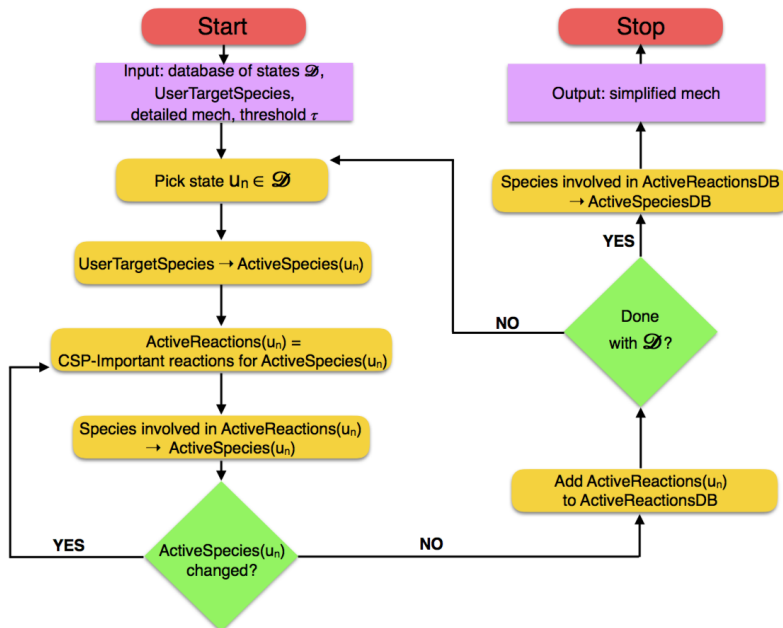 Start
Input: database of states 𝒟,
UserTargetSpecies,
detailed mech, threshold τ
Pick state uₙ ∈ 𝒟
UserTargetSpecies → ActiveSpecies(uₙ)
ActiveReactions(uₙ) =
CSP-Important reactions for ActiveSpecies(uₙ)
Species involved in ActiveReactions(uₙ)
→ ActiveSpecies(uₙ)
ActiveSpecies(uₙ)
changed?
YES
NO
Add ActiveReactions(uₙ)
to ActiveReactionsDB
Done
with 𝒟?
NO
YES
Species involved in ActiveReactionsDB
→ ActiveSpeciesDB
Output: simplified mech
Stop